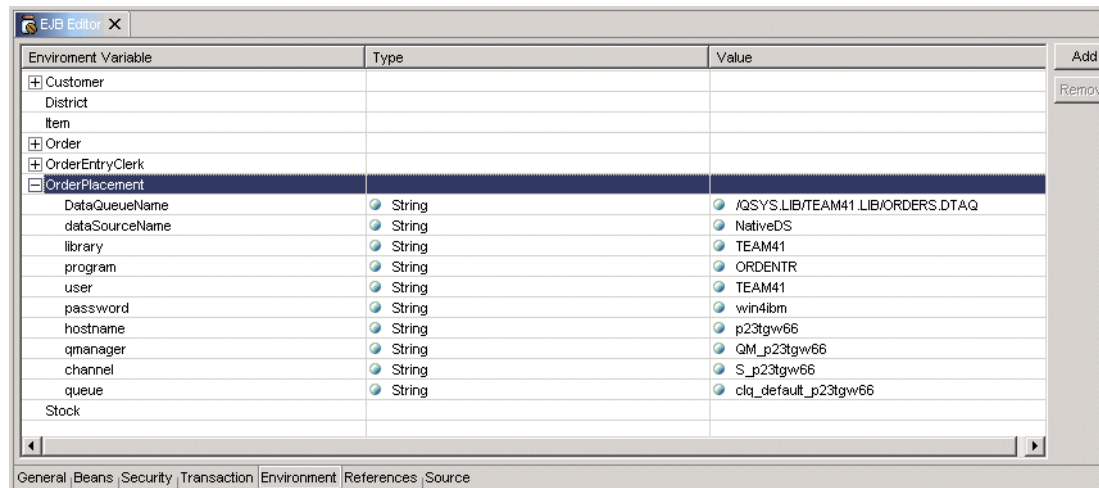 EJB Editor
Enviroment Variable Type Value Add
Customer Remov
District
Item
Order
OrderEntryClerk
OrderPlacement
DataQueueName String /QSYS.LIB/TEAM41.LIB/ORDERS.DTAQ
dataSourceName String NativeDS
library String TEAM41
program String ORDENTR
user String TEAM41
password String win4ibm
hostname String p23tgw66
qmanager String QM_p23tgw66
channel String S_p23tgw66
queue String clq_default_p23tgw66
Stock
General Beans Security Transaction Environment References Source